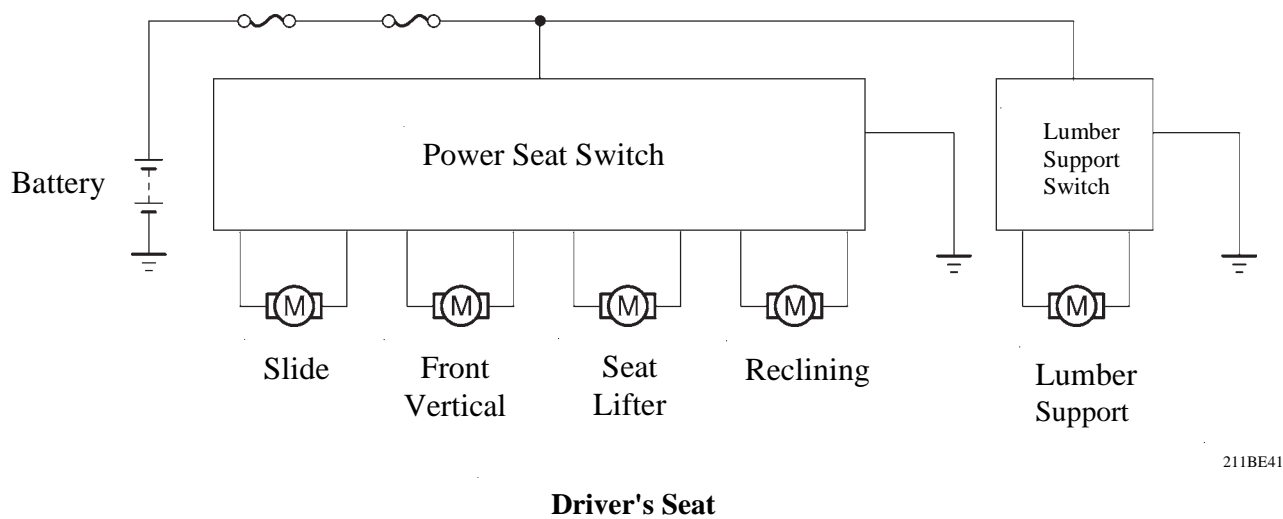 Power Seat Switch
Lumber
Support
Switch
Battery
M
M
M
M
M
Slide
Front
Vertical
Seat
Lifter
Reclining
Lumber
Support
211BE41
Driver's Seat